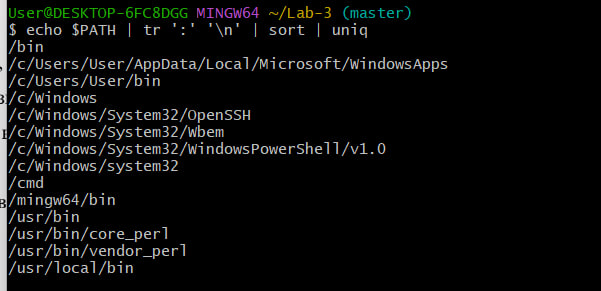 User@DESKTOP-6FC8DGG MINGW64 ~/Lab-3 (master)
$ echo $PATH | tr ':' '\n' | sort | uniq
/bin
/c/Users/User/AppData/Local/Microsoft/WindowsApps
/c/Users/User/bin
/c/Windows
/c/Windows/System32/OpenSSH
/c/Windows/System32/Wbem
/c/Windows/System32/WindowsPowerShell/v1.0
/c/Windows/system32
/cmd
/mingw64/bin
/usr/bin
/usr/bin/core_perl
/usr/bin/vendor_perl
/usr/local/bin